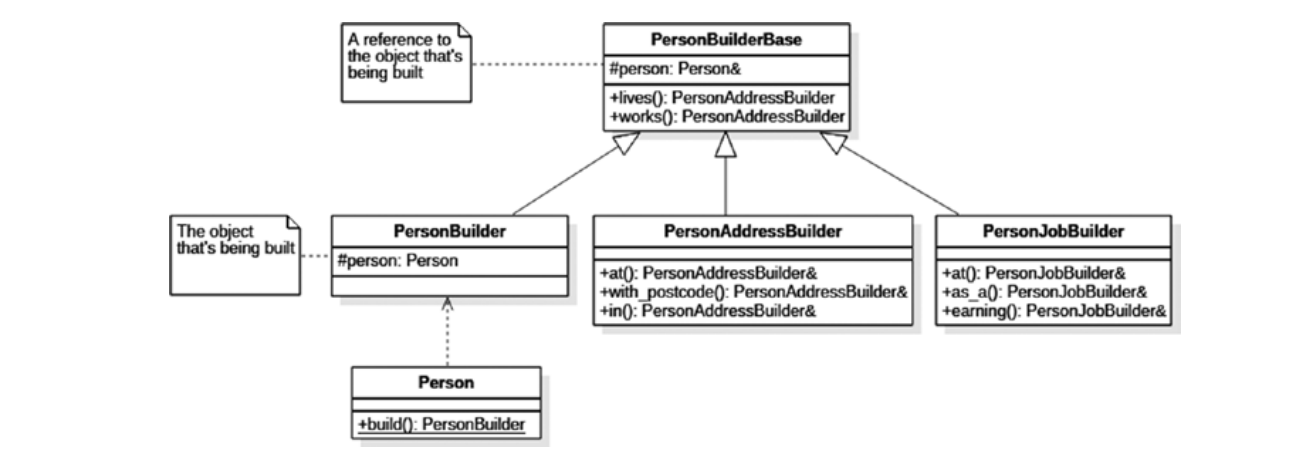 A reference to
the object that's
being built
PersonBuilderBase
#person: Person&
+lives(): PersonAddressBuilder
+works(): PersonAddressBuilder
The object
that's being built
PersonBuilder
#person: Person
PersonAddressBuilder
+at(): PersonAddressBuilder&
+with_postcode(): PersonAddressBuilder&
+in(): PersonAddressBuilder&
PersonJobBuilder
+at(): PersonJobBuilder&
+as_a(): PersonJobBuilder&
+earning(): PersonJobBuilder&
Person
+build(): PersonBuilder